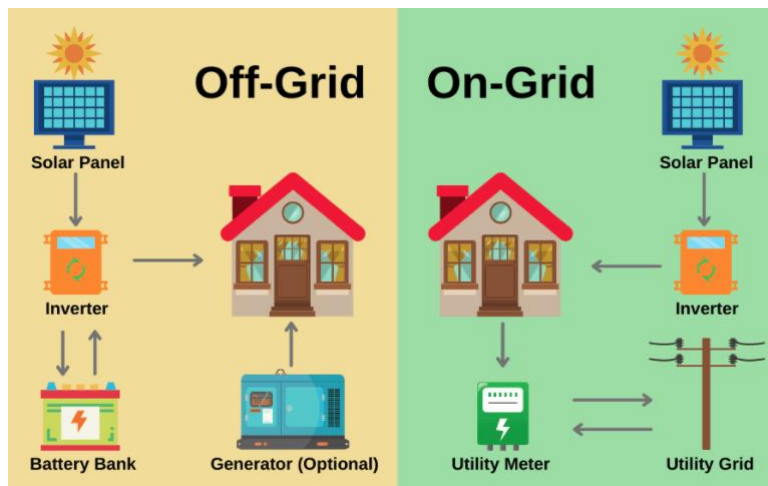 Off-Grid
Solar Panel
Inverter
Battery Bank
Generator (Optional)
On-Grid
Solar Panel
Inverter
Utility Meter
Utility Grid